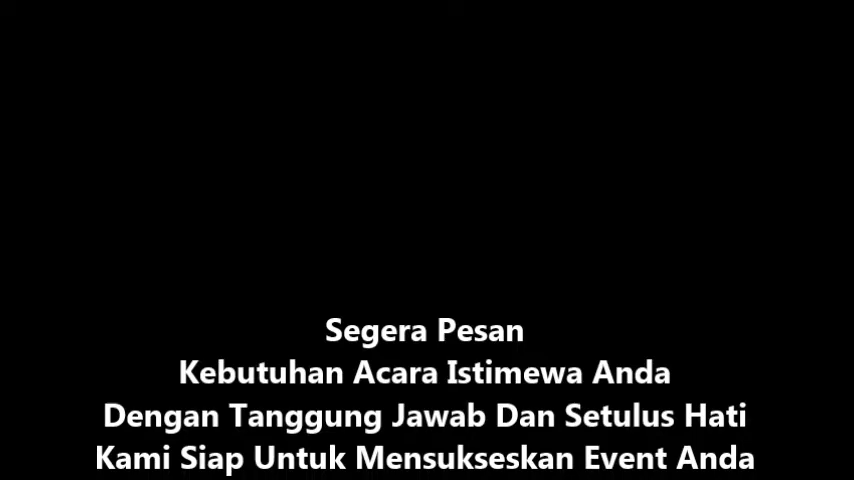 Segera Pesan
Kebutuhan Acara Istimewa Anda
Dengan Tanggung Jawab Dan Setulus Hati
Kami Siap Untuk Mensukseskan Event Anda